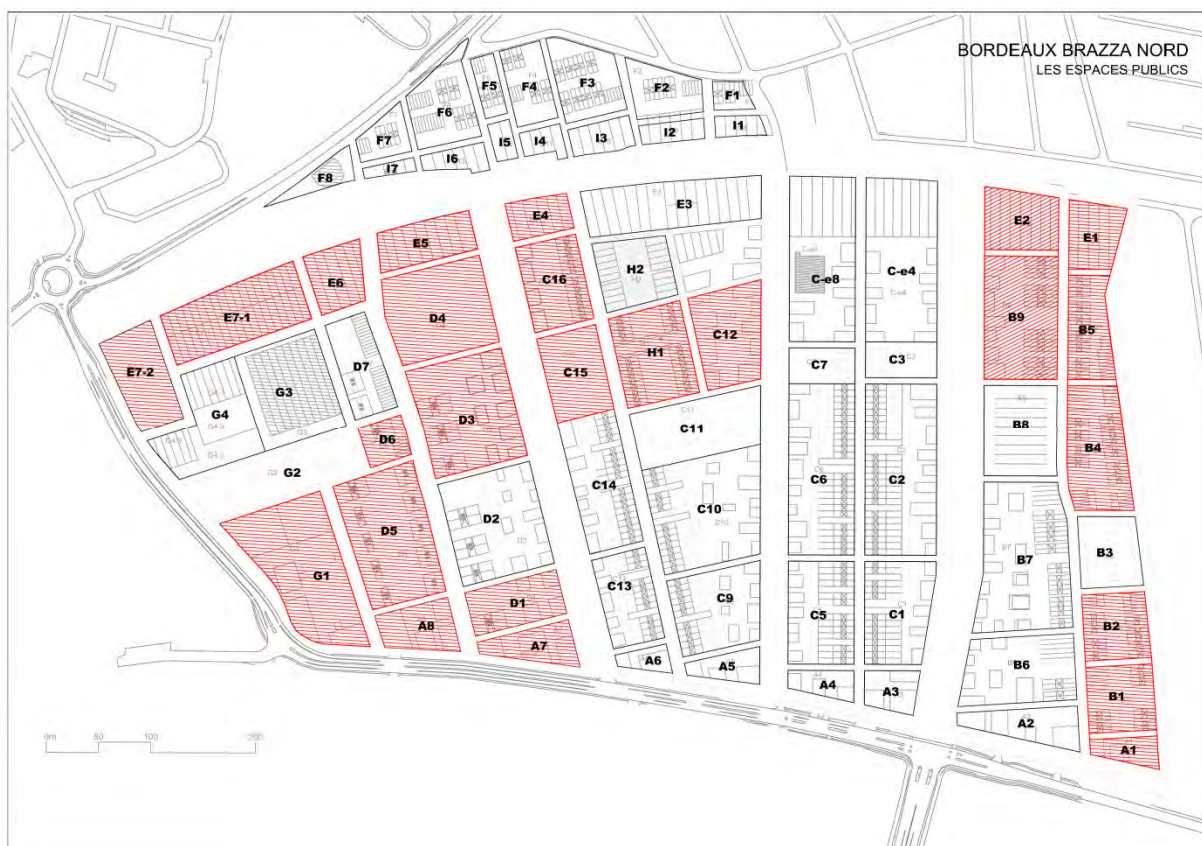 BORDEAUX BRAZZA NORD
LES ESPACES PUBLICS
F5
F4
F3
F2
F1
F6
F7
F8
I7
I6
I5
I4
I3
I2
I1
E4
E3
E2
E1
E5
E6
E7-1
E7-2
C16
H2
C-e8
C-e4
B9
B5
D4
D7
G3
G4
C15
H1
C12
C7
C3
D3
D6
G2
C11
B8
B4
C14
C10
C6
C2
D2
D5
G1
B7
B3
C13
C9
C5
C1
B2
D1
A8
A7
A6
A5
A4
A3
B6
B1
A2
A1
0m 50 100 200